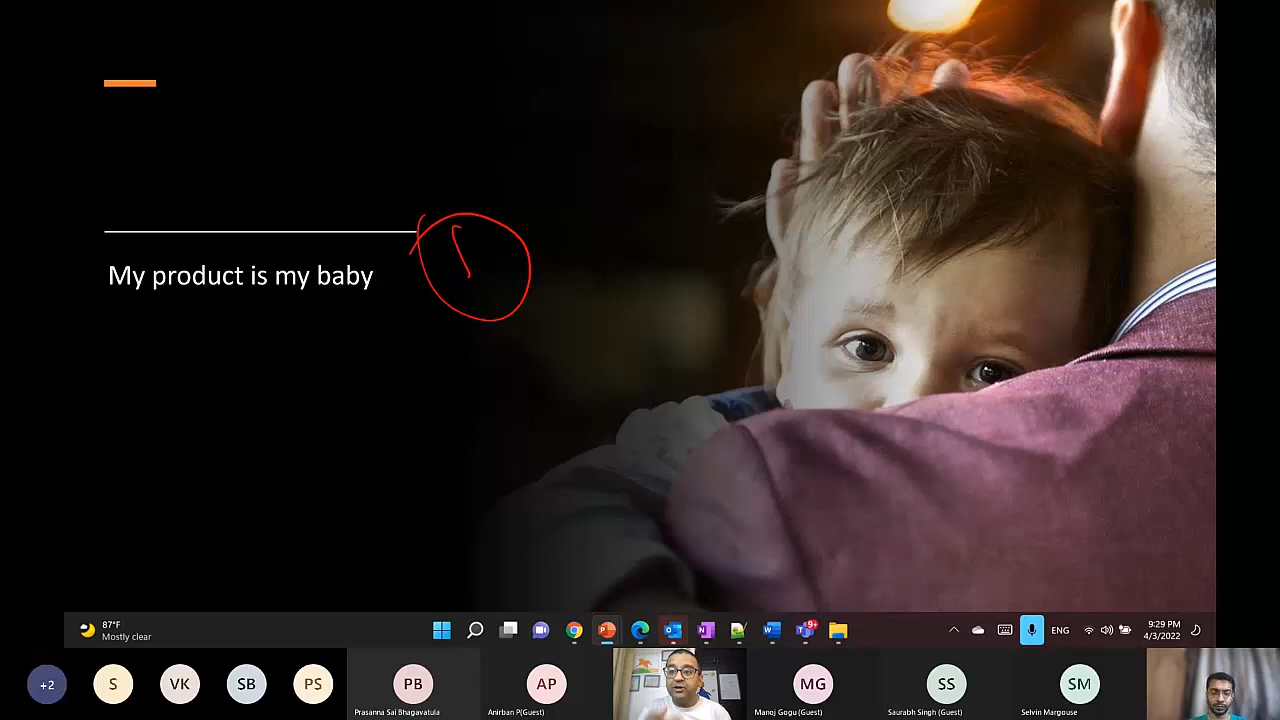 My product is my baby
87°F
Mostly clear
9+
ENG
9:29 PM
4/3/2022
+2
S
VK
SB
PS
PB
AP
MG
SS
SM
Prasanna Sai Bhagavatula
Anirban P(Guest)
Manoj Gogu (Guest)
Saurabh Singh (Guest)
Selvin Margouse